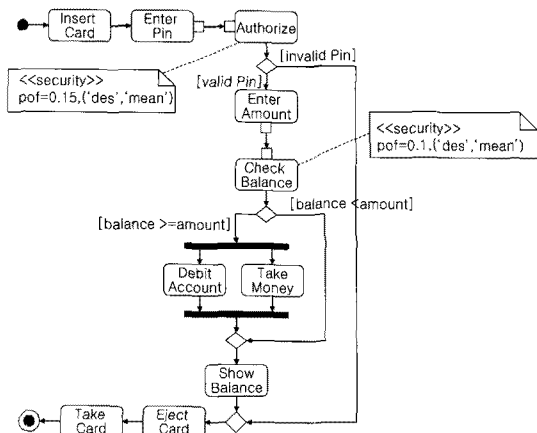 Insert
Card
Enter
Pin
Authorize
[invalid Pin]
<<security>>
pof=0.15,{'des','mean'}
[valid Pin]
Enter
Amount
<<security>>
pof=0.1,{'des','mean'}
Check
Balance
[balance <amount]
[balance >=amount]
Debit
Account
Take
Money
Show
Balance
Take
Card
Eject
Card